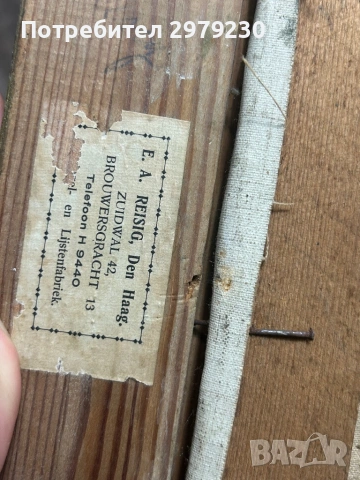 Потребител 2979230
E. A. REISIG, Den Haag.
ZUIDWAL 42,
BROUWERSGRACHT 13
Telefoon H 9440
en Lijstenfabriek
BAZAR